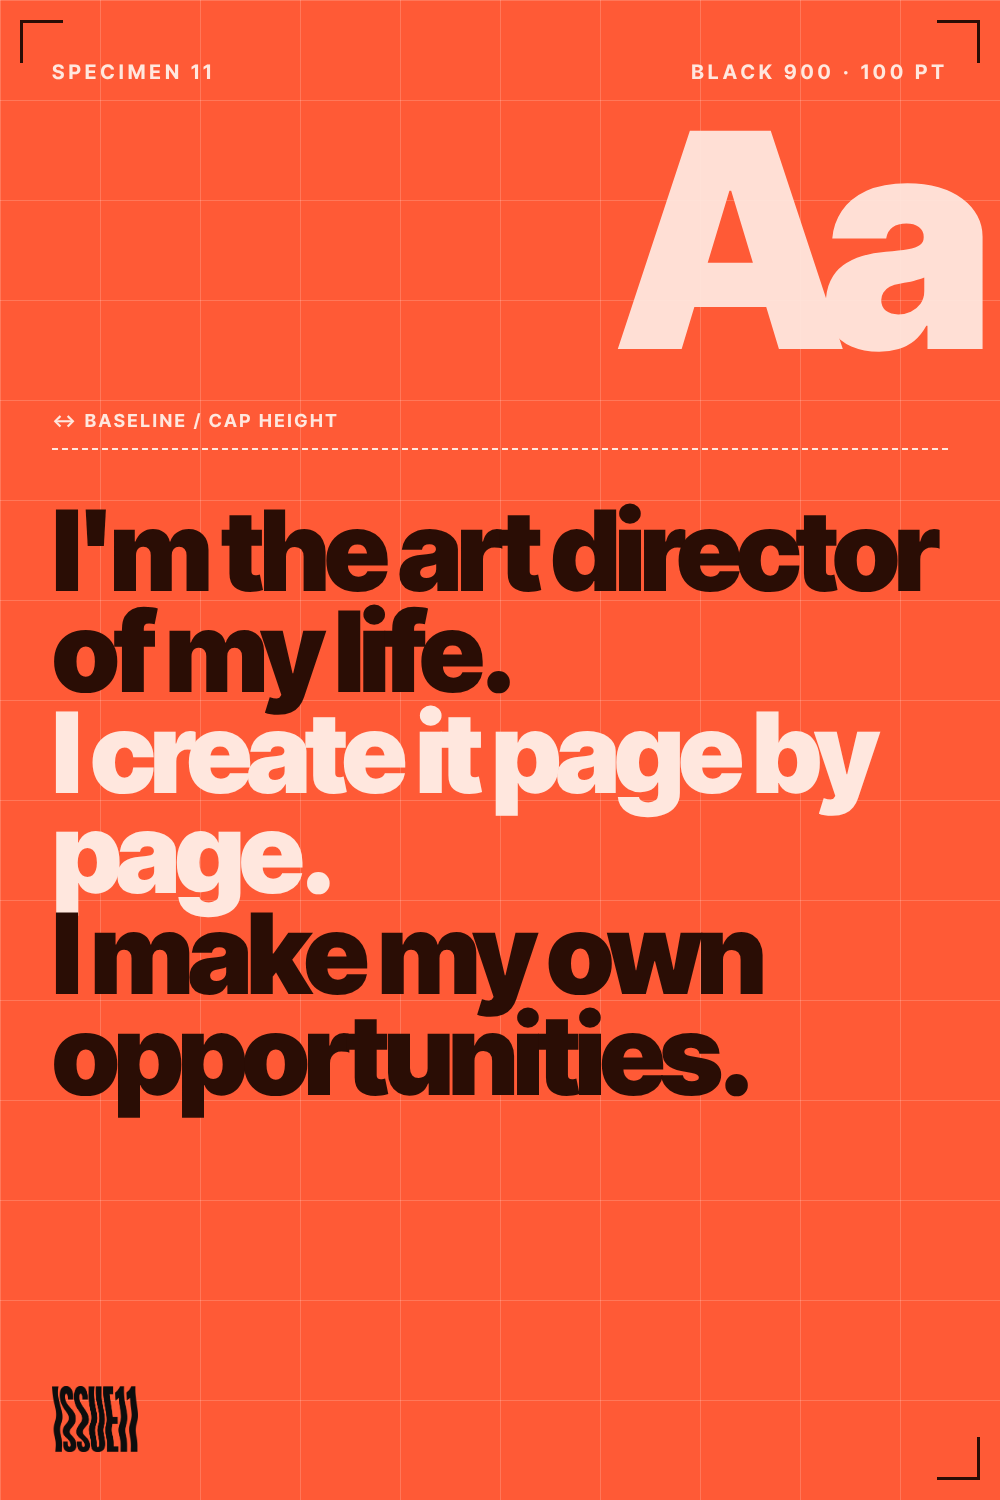 SPECIMEN 11
BLACK 900 · 100 PT
Aa
↔ BASELINE / CAP HEIGHT
I'm the art director
of my life.
I create it page by
page.
I make my own
opportunities.
ISSUE11